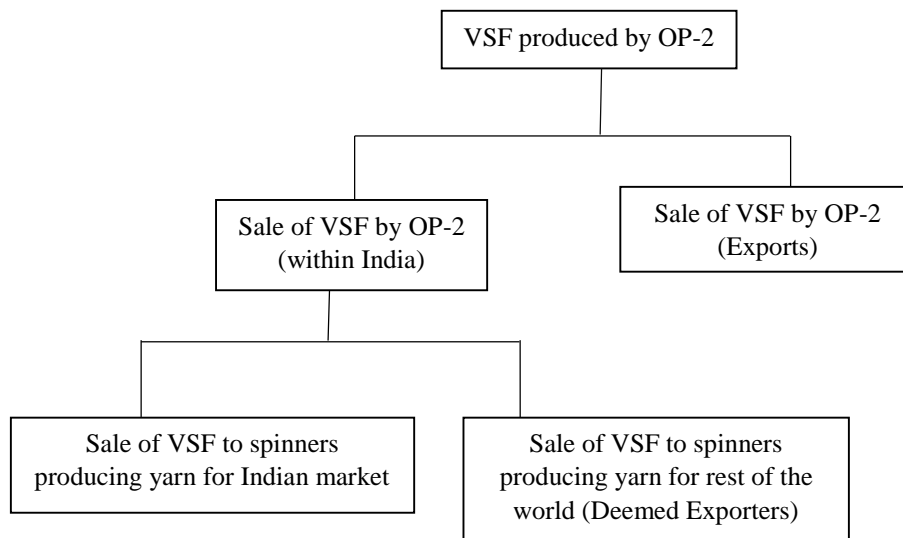 VSF produced by OP-2
Sale of VSF by OP-2
(within India)
Sale of VSF by OP-2
(Exports)
Sale of VSF to spinners
producing yarn for Indian market
Sale of VSF to spinners
producing yarn for rest of the
world (Deemed Exporters)